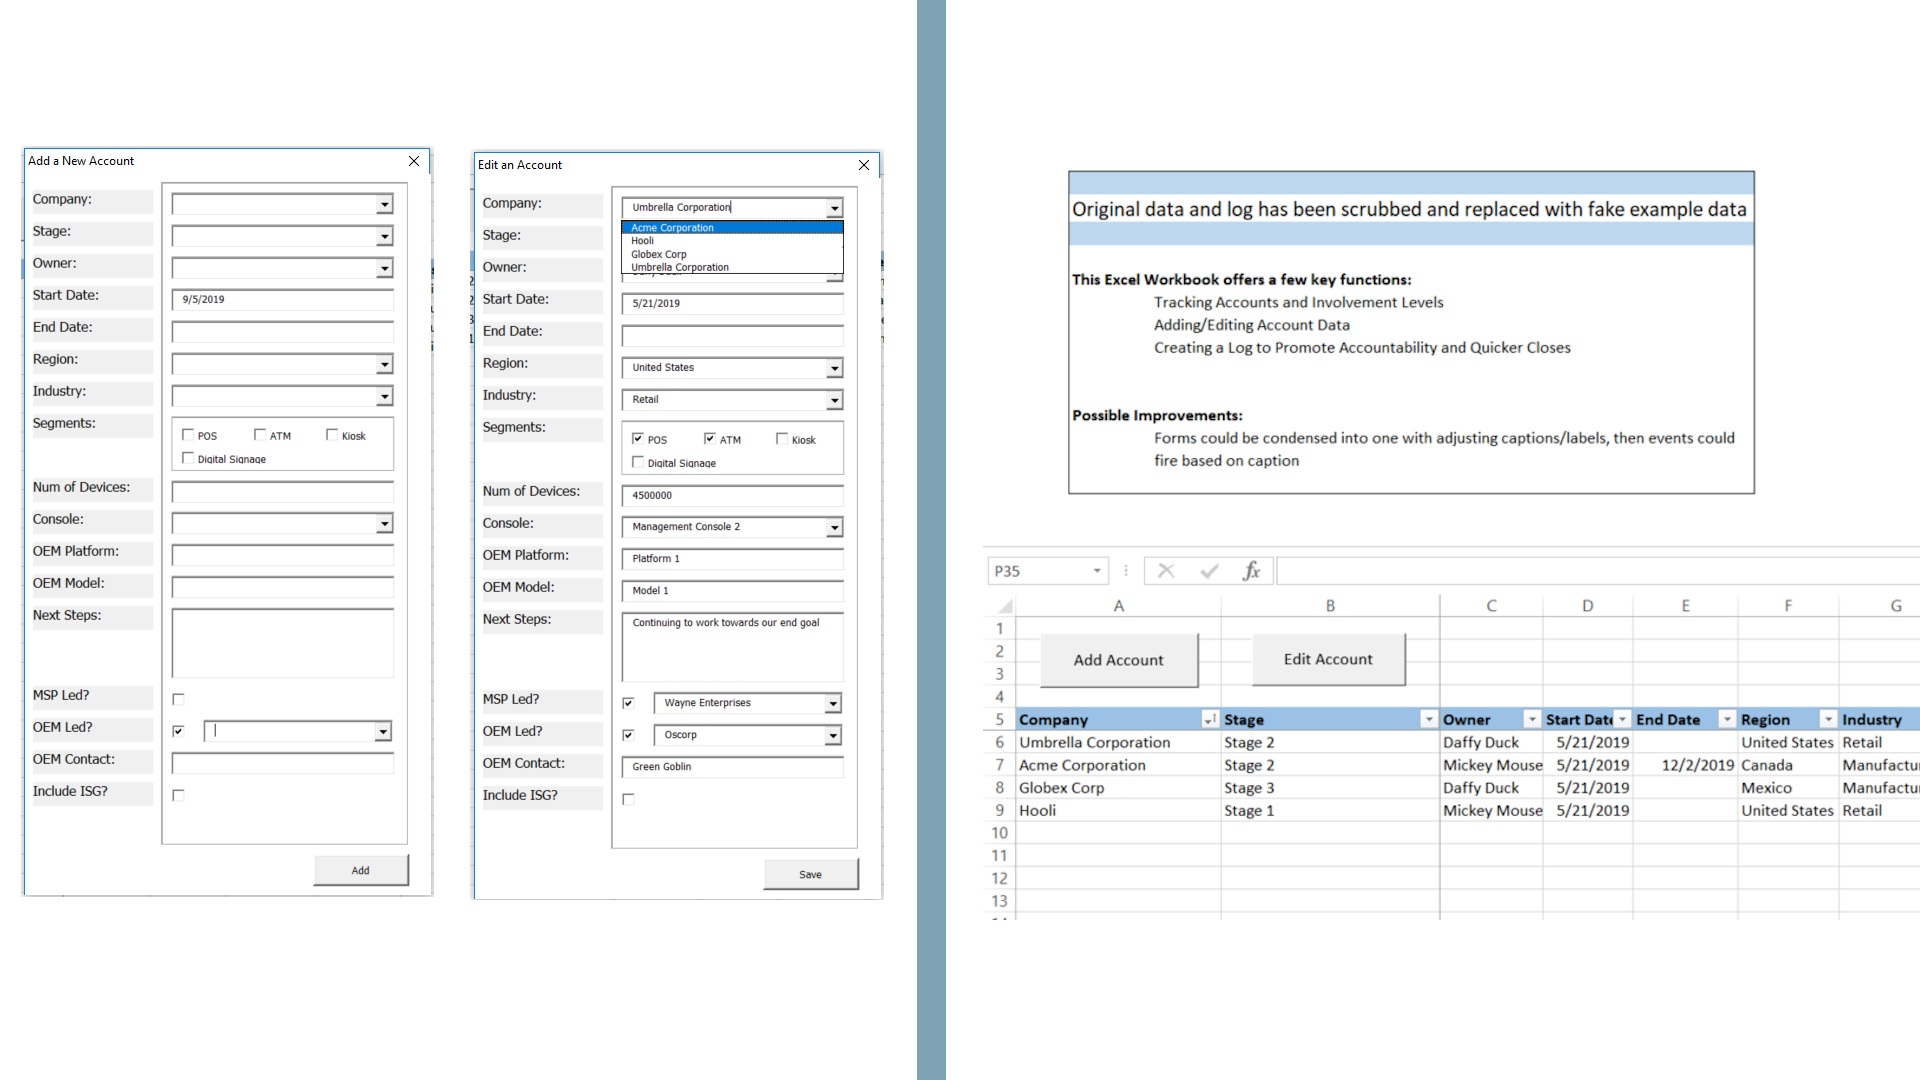 Add a New Account
Company:
Stage:
Owner:
Start Date: 9/5/2019
End Date:
Region:
Industry:
Segments:
POS ATM Kiosk
Digital Signage
Num of Devices:
Console:
OEM Platform:
OEM Model:
Next Steps:
MSP Led?
OEM Led?
OEM Contact:
Include ISG?
Add
Edit an Account
Company: Umbrella Corporation
Acme Corporation
Stage:
Hooli
Globex Corp
Owner:
Umbrella Corporation
Start Date: 5/21/2019
End Date:
Region: United States
Industry: Retail
Segments:
POS ATM Kiosk
Digital Signage
Num of Devices: 4500000
Console: Management Console 2
OEM Platform: Platform 1
OEM Model: Model 1
Next Steps: Continuing to work towards our end goal
MSP Led? Wayne Enterprises
OEM Led? Oscorp
OEM Contact: Green Goblin
Include ISG?
Save
Original data and log has been scrubbed and replaced with fake example data
This Excel Workbook offers a few key functions:
Tracking Accounts and Involvement Levels
Adding/Editing Account Data
Creating a Log to Promote Accountability and Quicker Closes
Possible Improvements:
Forms could be condensed into one with adjusting captions/labels, then events could
fire based on caption
P35 fx
A B C D E F G
1
2 Add Account Edit Account
3
4
5 Company Stage Owner Start Date End Date Region Industry
6 Umbrella Corporation Stage 2 Daffy Duck 5/21/2019 United States Retail
7 Acme Corporation Stage 2 Mickey Mouse 5/21/2019 12/2/2019 Canada Manufactu
8 Globex Corp Stage 3 Daffy Duck 5/21/2019 Mexico Manufactu
9 Hooli Stage 1 Mickey Mouse 5/21/2019 United States Retail
10
11
12
13